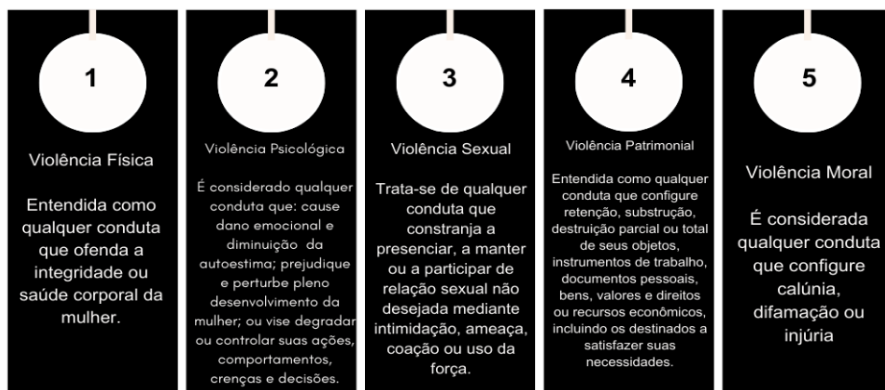 1
Violência Física
Entendida como
qualquer conduta
que ofenda a
integridade ou
saúde corporal da
mulher.
2
Violência Psicológica
É considerado qualquer
conduta que: cause
dano emocional e
diminuição da
autoestima; prejudique
e perturbe pleno
desenvolvimento da
mulher; ou vise degradar
ou controlar suas ações,
comportamentos,
crenças e decisões.
3
Violência Sexual
Trata-se de qualquer
conduta que
constranja a
presenciar, a manter
ou a participar de
relação sexual não
desejada mediante
intimidação, ameaça,
coação ou uso da
força.
4
Violência Patrimonial
Entendida como qualquer
conduta que configure
retenção, substrução,
destruição parcial ou total
de seus objetos,
instrumentos de trabalho,
documentos pessoais,
bens, valores e direitos
ou recursos econômicos,
incluindo os destinados a
satisfazer suas
necessidades.
5
Violência Moral
É considerada
qualquer conduta
que configure
calúnia,
difamação ou
injúria